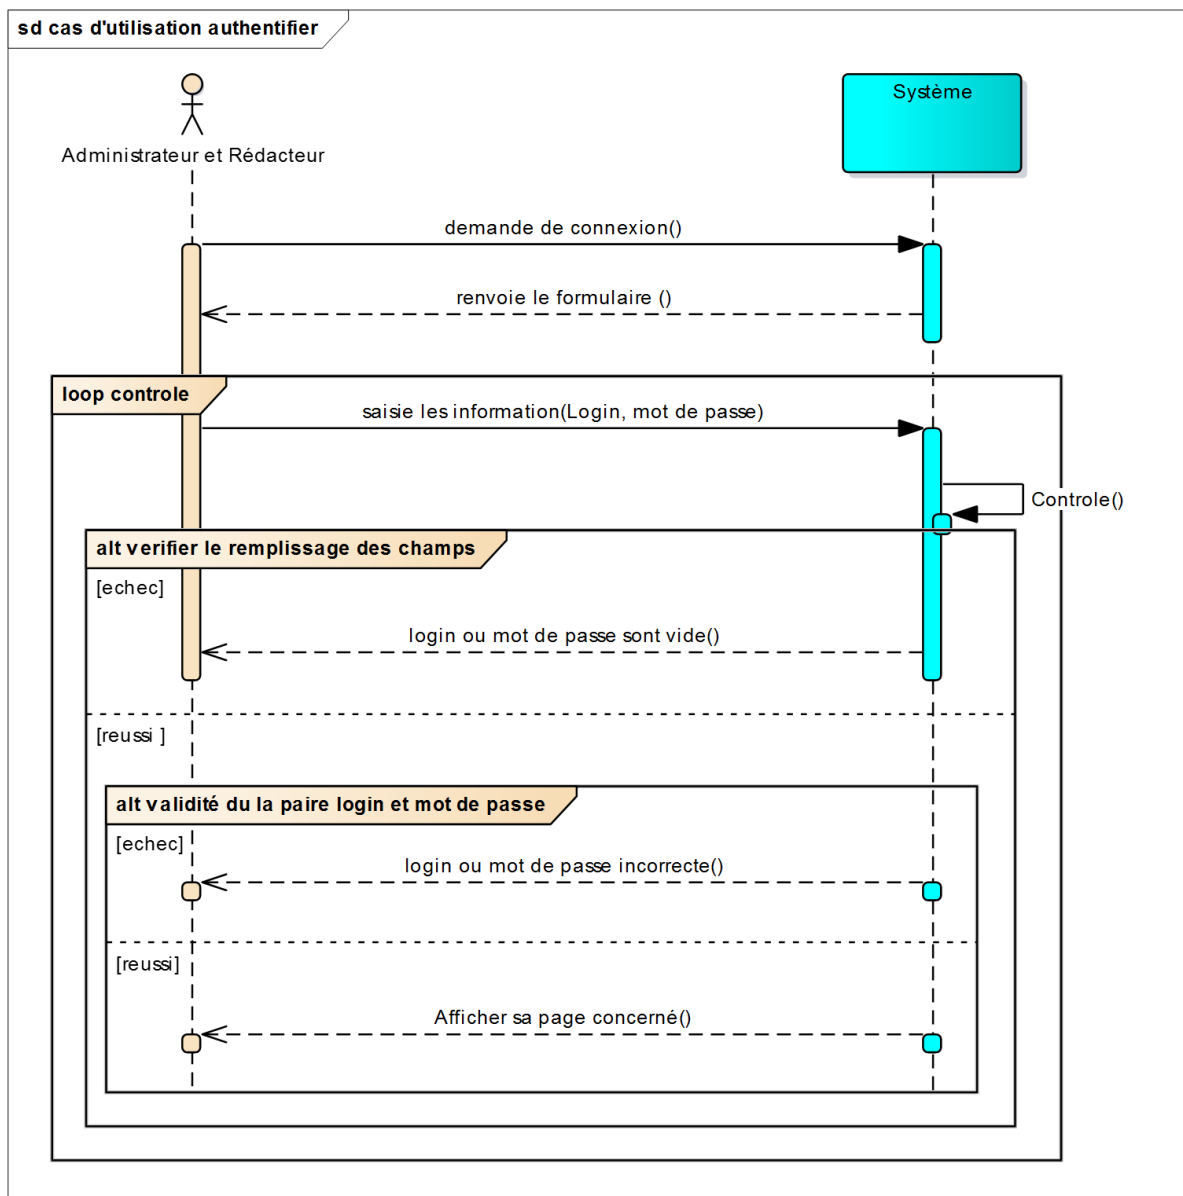 sd cas d'utilisation authentifier
Système
Administrateur et Rédacteur
demande de connexion()
renvoie le formulaire ()
loop controle
saisie les information(Login, mot de passe)
Controle()
alt verifier le remplissage des champs
[echec]
login ou mot de passe sont vide()
[reussi ]
alt validité du la paire login et mot de passe
[echec]
login ou mot de passe incorrecte()
[reussi]
Afficher sa page concerné()